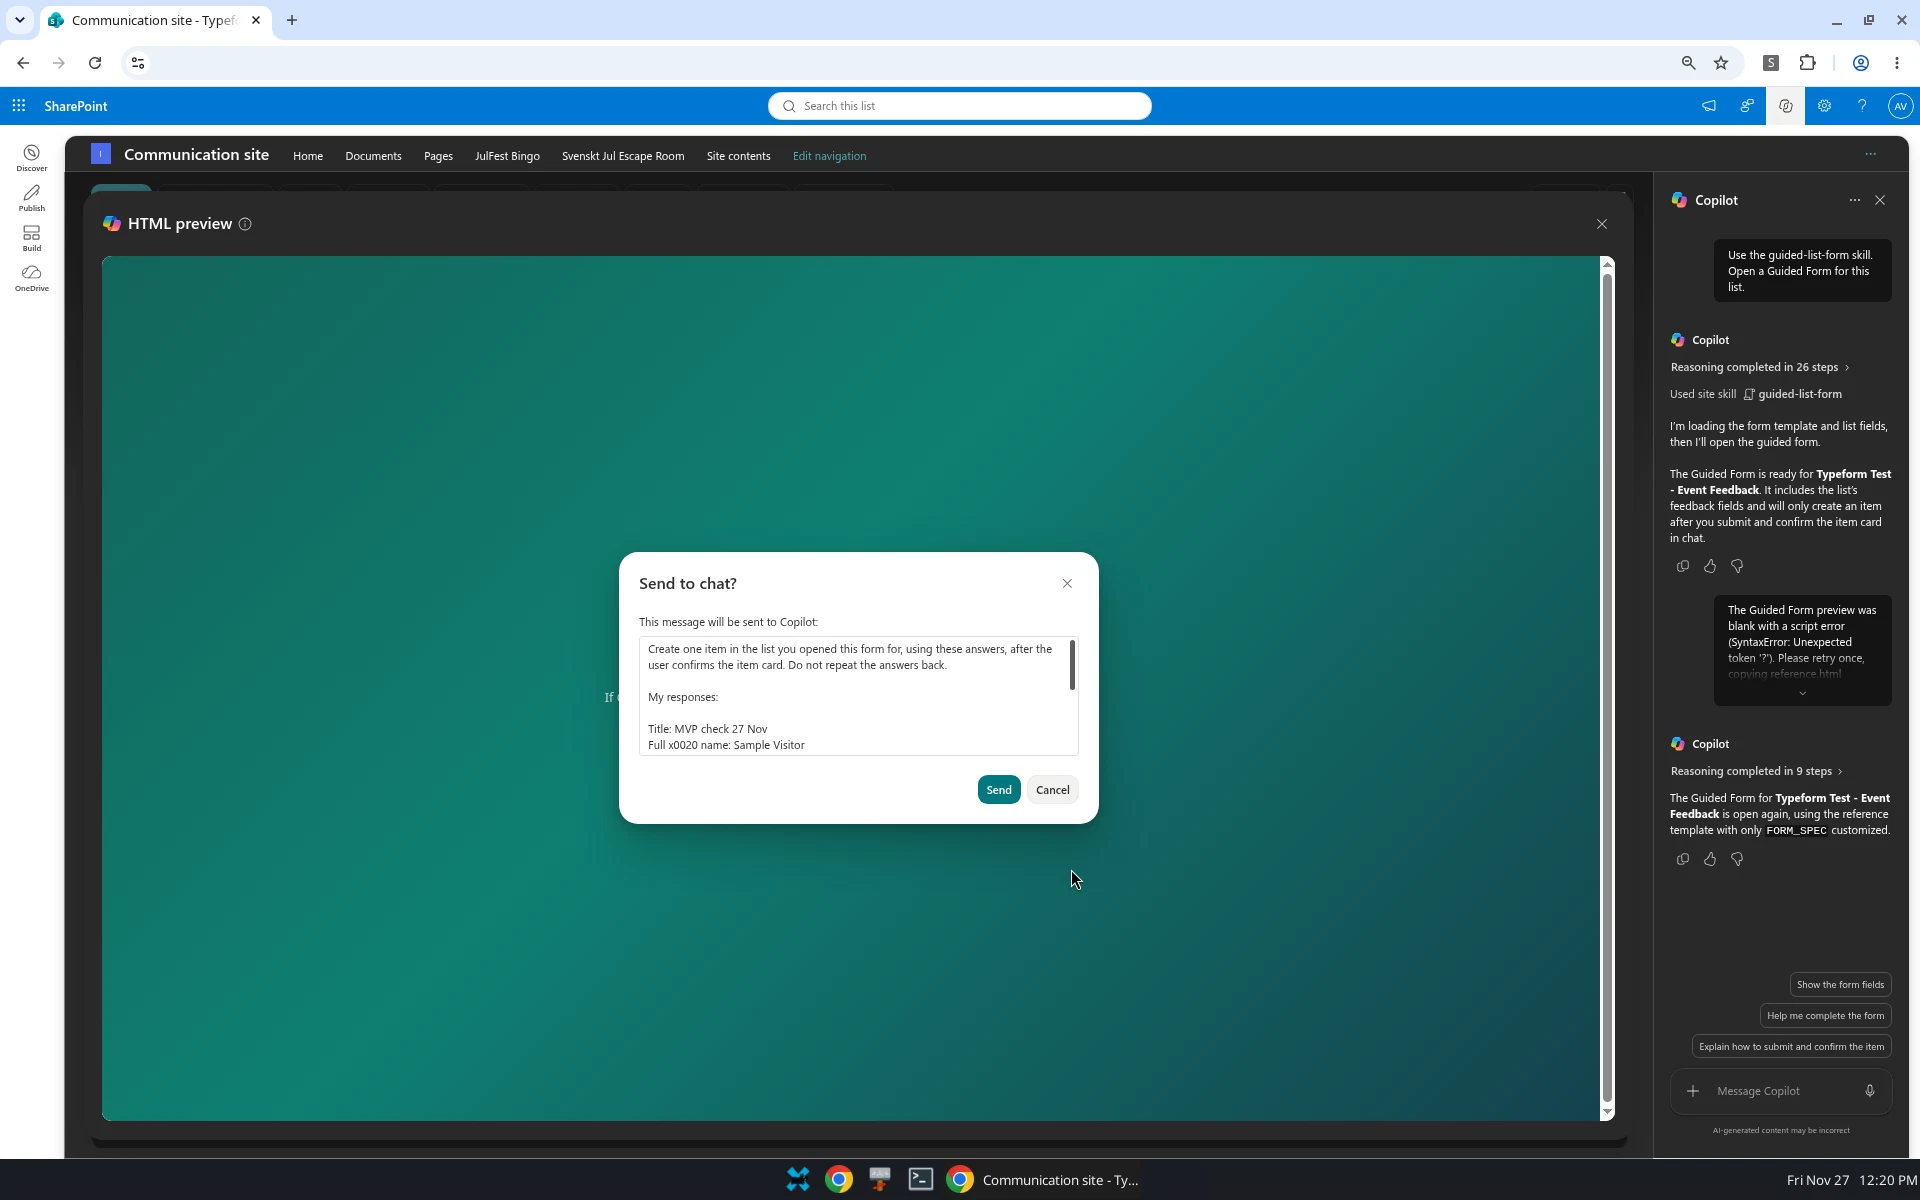 Communication site - Typef
SharePoint
Search this list
AV
Discover
Publish
Build
OneDrive
I
Communication site
Home
Documents
Pages
JulFest Bingo
Svenskt Jul Escape Room
Site contents
Edit navigation
HTML preview
If
Send to chat?
This message will be sent to Copilot:
Create one item in the list you opened this form for, using these answers, after the
user confirms the item card. Do not repeat the answers back.
My responses:
Title: MVP check 27 Nov
Full x0020 name: Sample Visitor
Send
Cancel
Copilot
Use the guided-list-form skill.
Open a Guided Form for this
list.
Copilot
Reasoning completed in 26 steps
Used site skill guided-list-form
I'm loading the form template and list fields,
then I'll open the guided form.
The Guided Form is ready for Typeform Test
- Event Feedback. It includes the list's
feedback fields and will only create an item
after you submit and confirm the item card
in chat.
The Guided Form preview was
blank with a script error
(SyntaxError: Unexpected
token '?'). Please retry once,
copying reference.html
Copilot
Reasoning completed in 9 steps
The Guided Form for Typeform Test - Event
Feedback is open again, using the reference
template with only FORM_SPEC customized.
Show the form fields
Help me complete the form
Explain how to submit and confirm the item
Message Copilot
AI-generated content may be incorrect
Communication site - Ty...
Fri Nov 27 12:20 PM